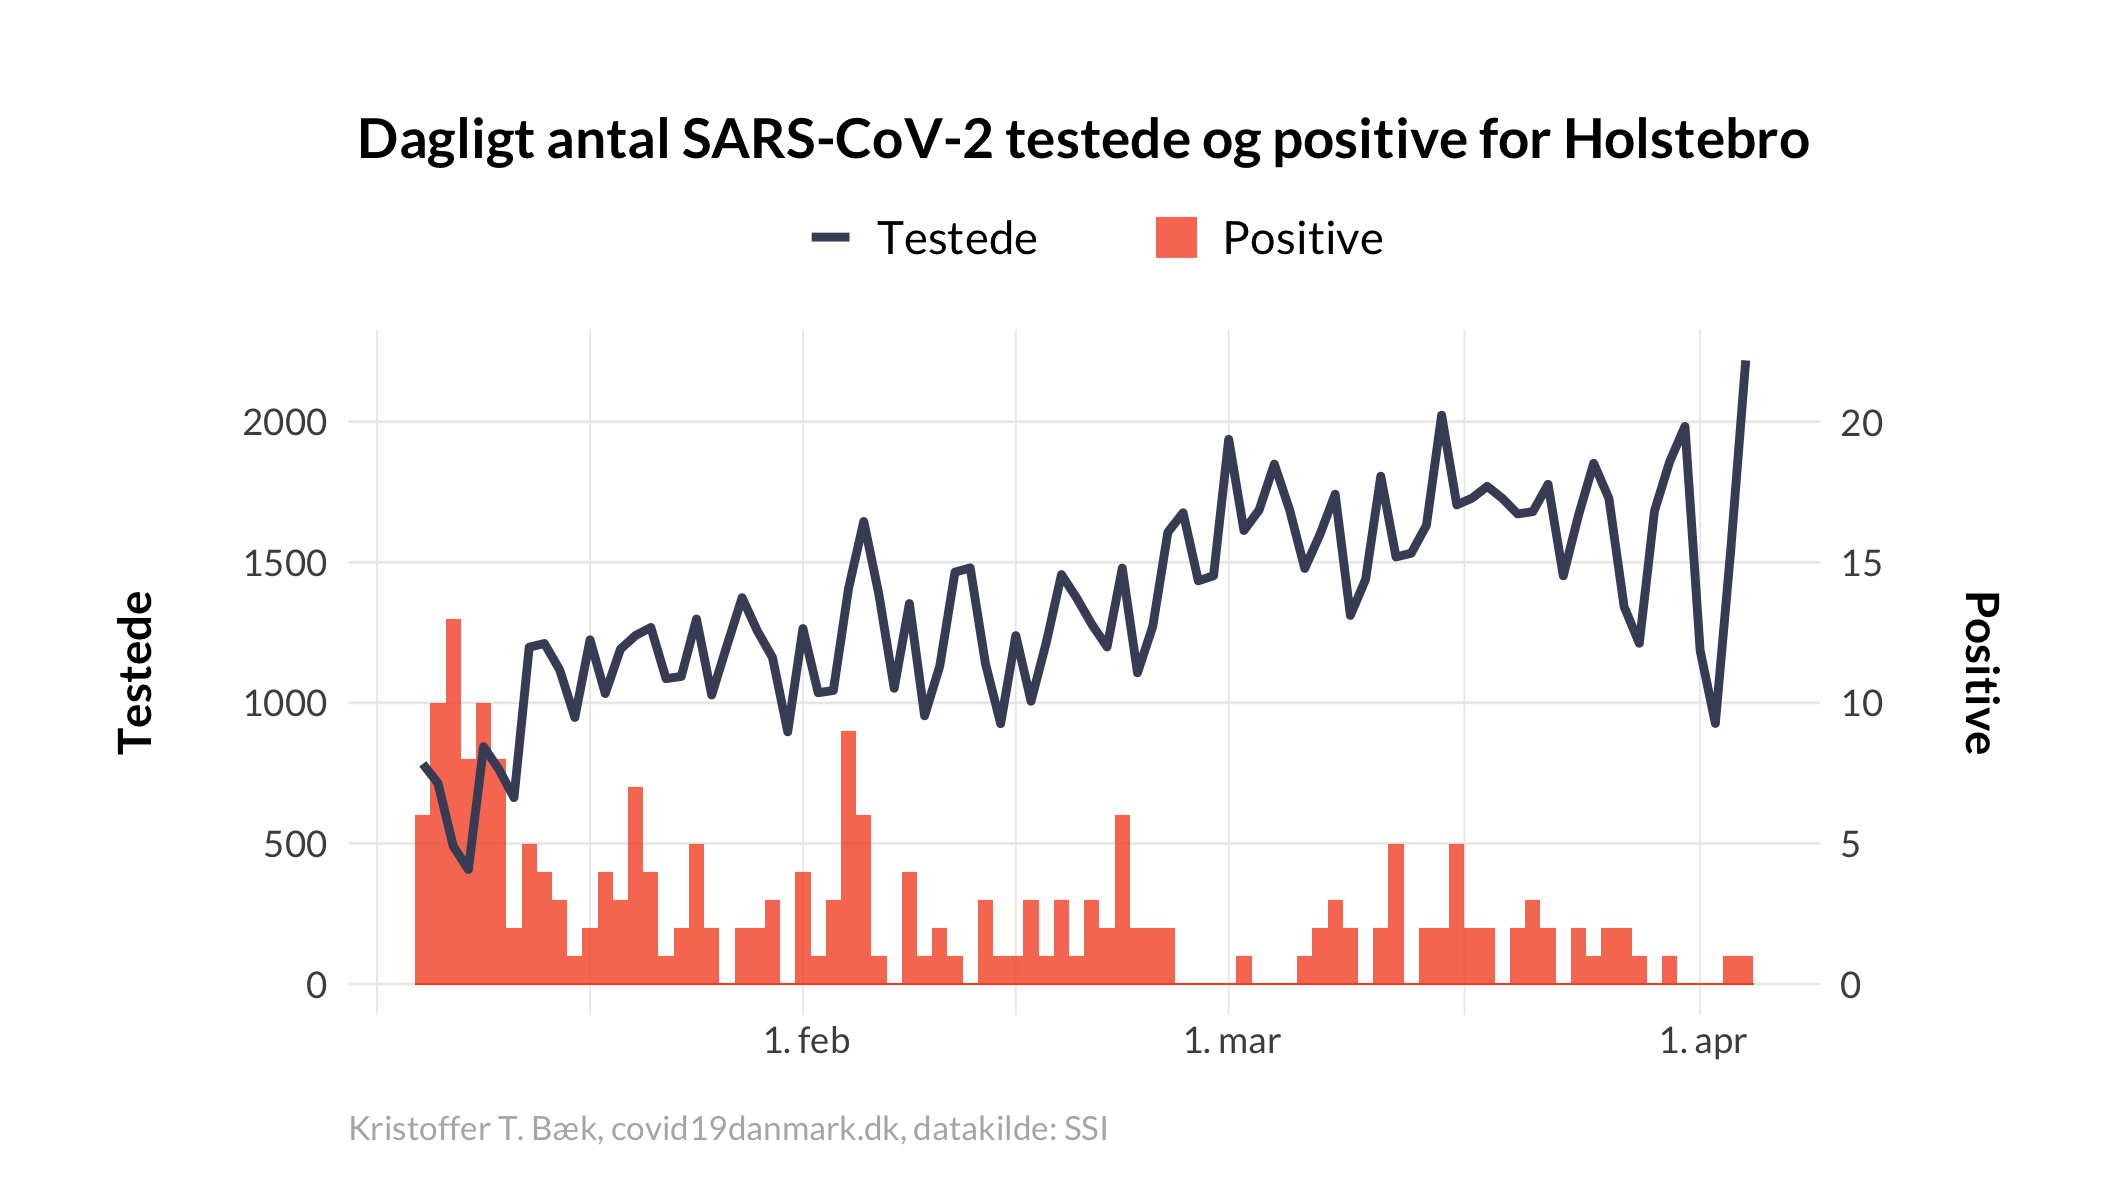 Dagligt antal SARS-CoV-2 testede og positive for Holstebro
Testede
Positive
2000
1500
1000
500
0
Testede
20
15
10
5
0
Positive
1. feb
1. mar
1. apr
Kristoffer T. Bæk, covid19danmark.dk, datakilde: SSI